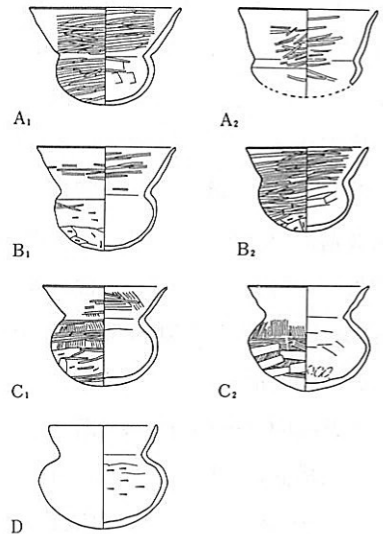 A₁ A₂
B₁ B₂
C₁ C₂
D